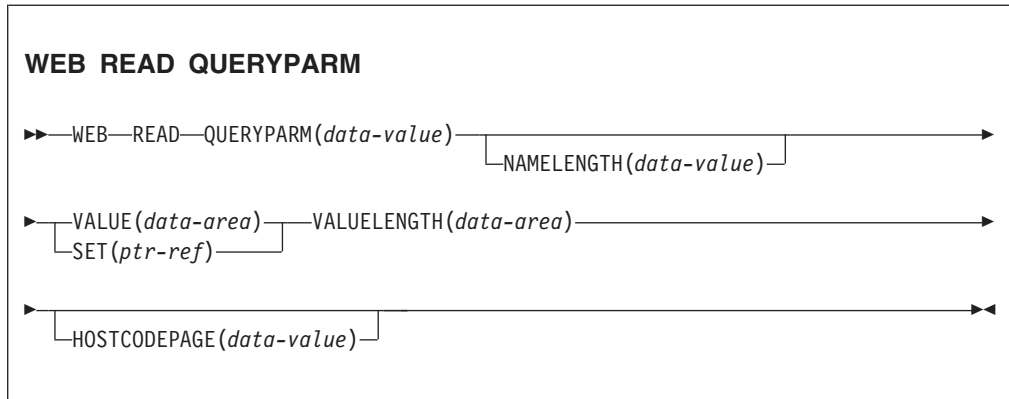 WEB READ QUERYPARM
WEB READ QUERYPARM(data-value)
NAMELENGTH(data-value)
VALUE(data-area) VALUELENGTH(data-area)
SET(ptr-ref)
HOSTCODEPAGE(data-value)